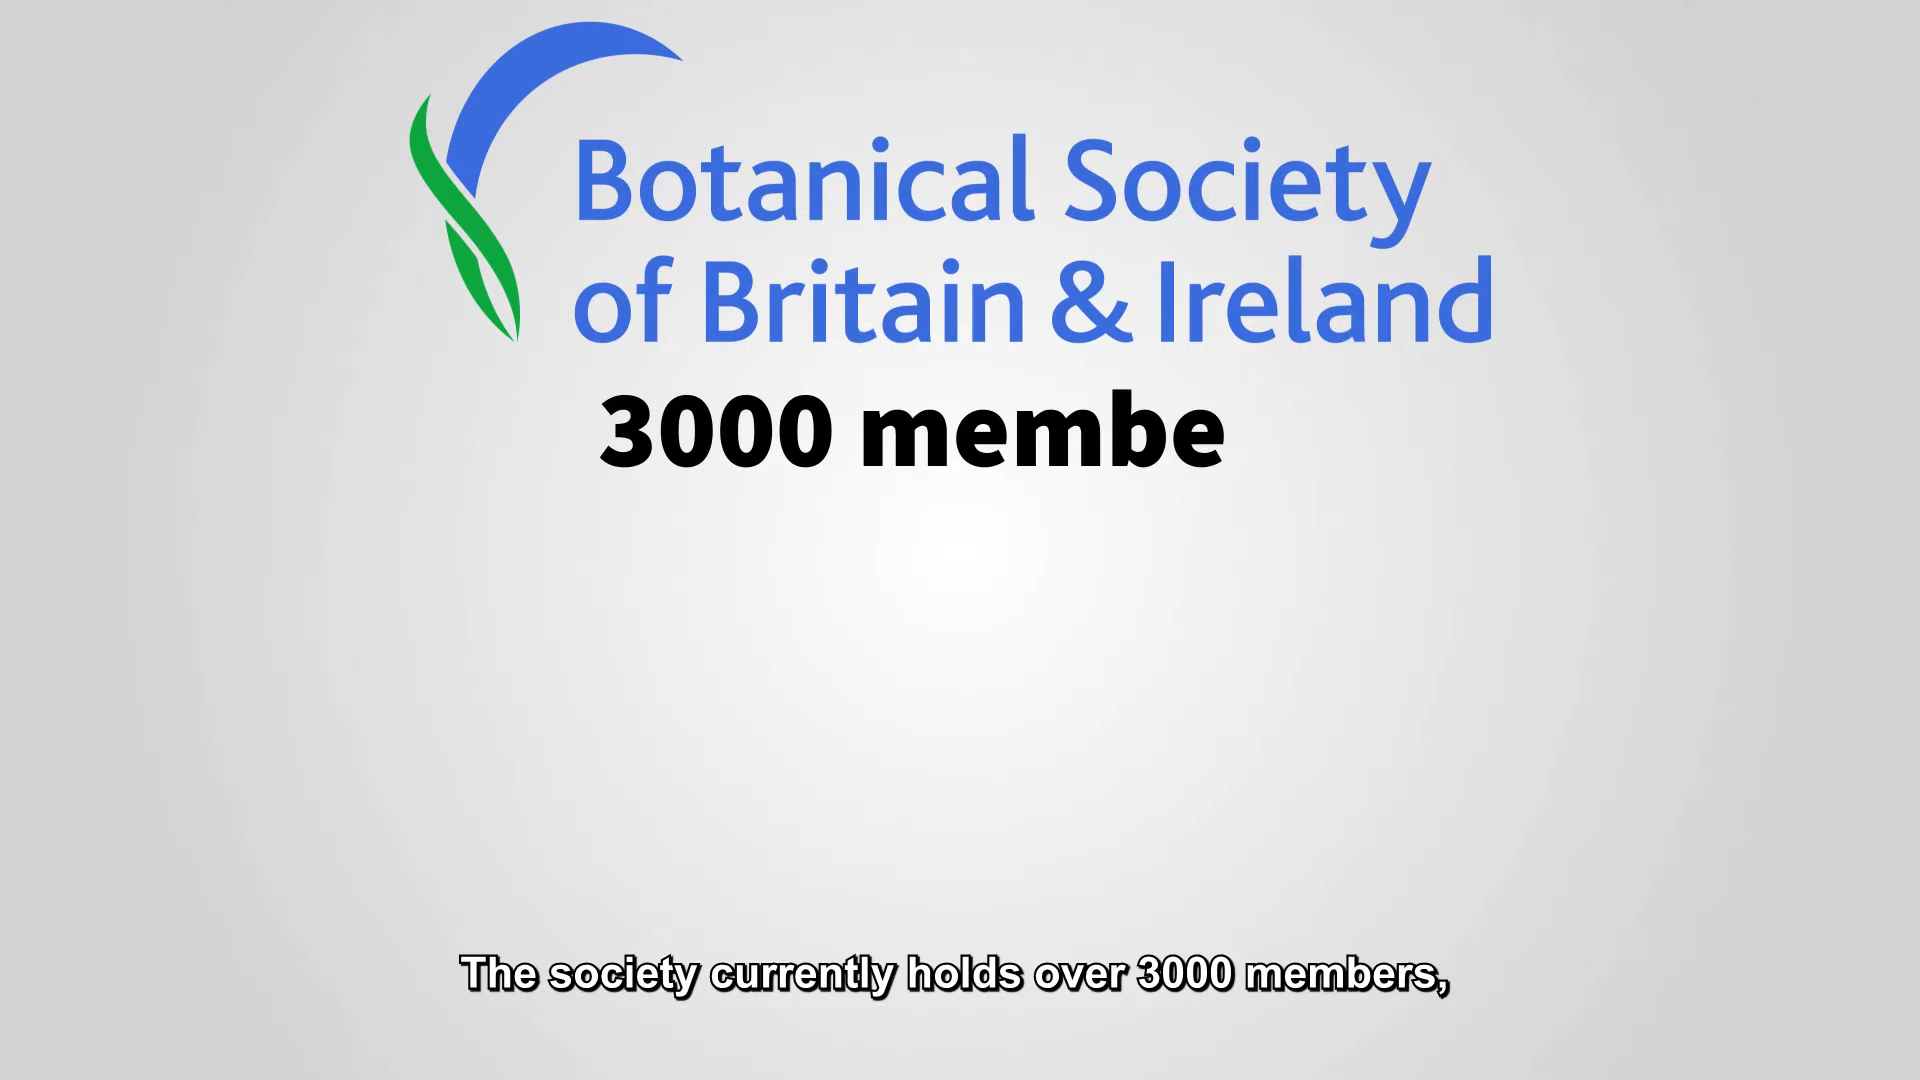 Botanical Society
of Britain & Ireland
3000 membe
The society currently holds over 3000 members,